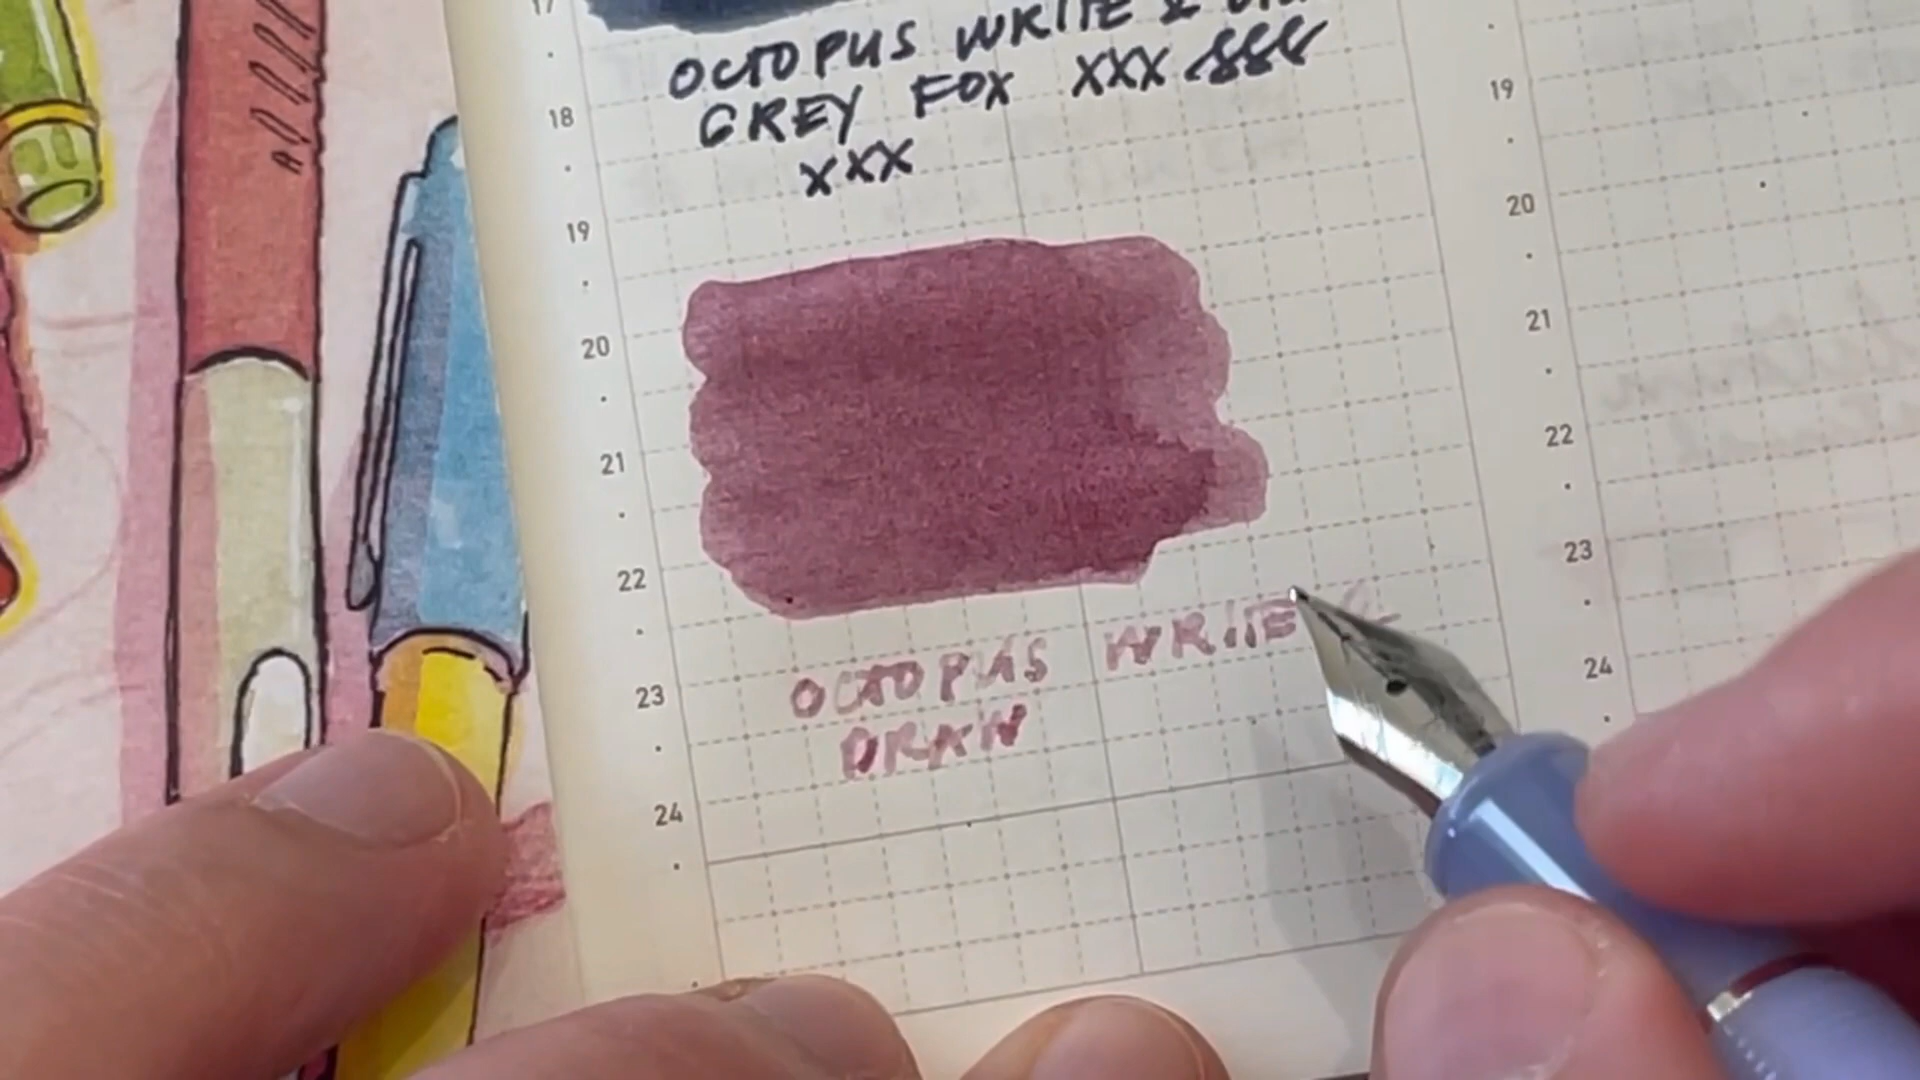 17
OCTOPUS WRITE &
18
GREY FOX XXX
XXX
19
20
21
22
OCTOPUS WRITE &
23
DRAW
24
19
20
21
22
23
24